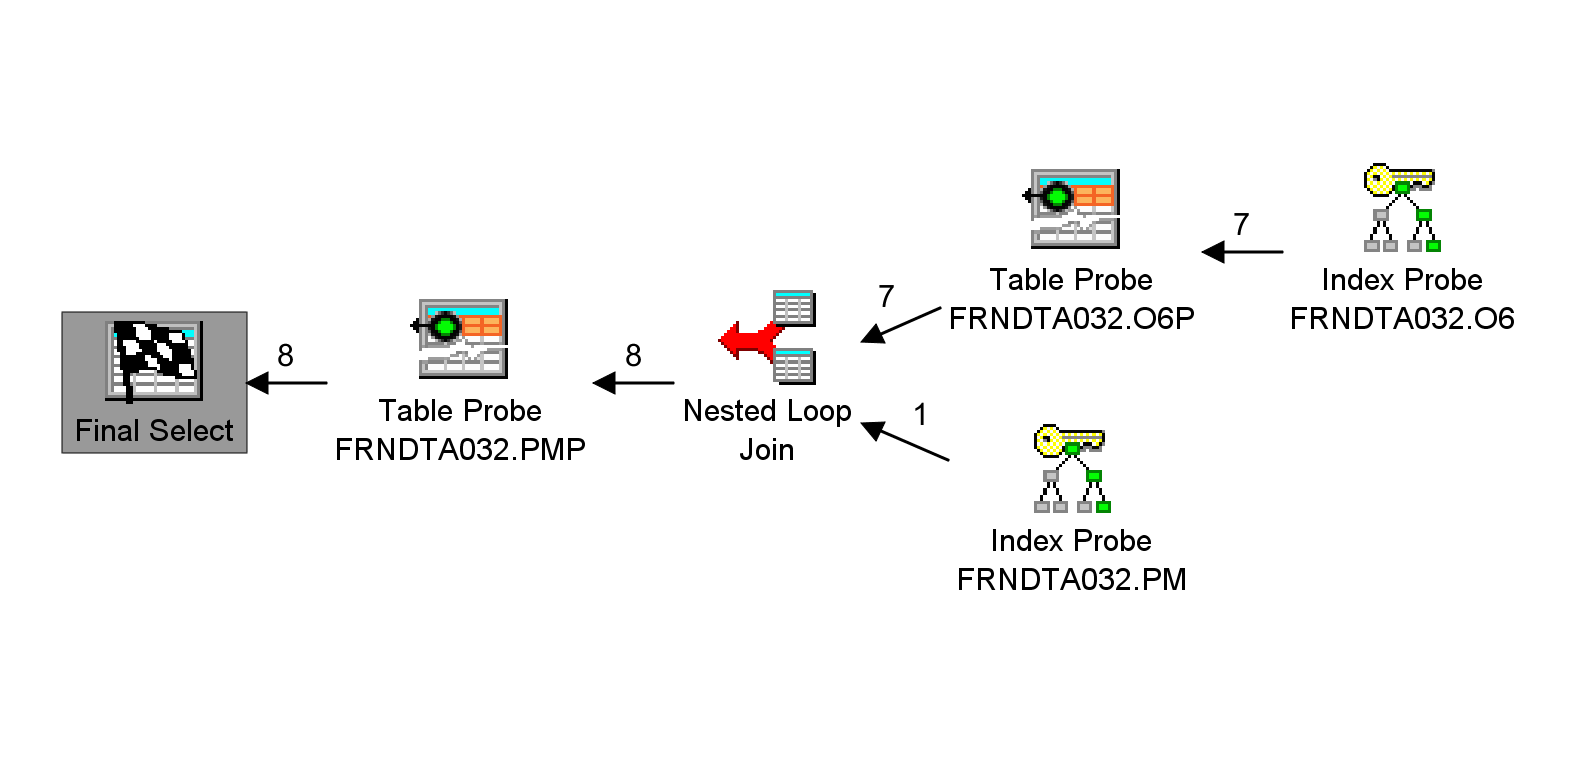 7
Table Probe
FRNDTA032.O6P
Index Probe
FRNDTA032.O6
7
8
8
Final Select
Table Probe
FRNDTA032.PMP
Nested Loop
Join
1
Index Probe
FRNDTA032.PM